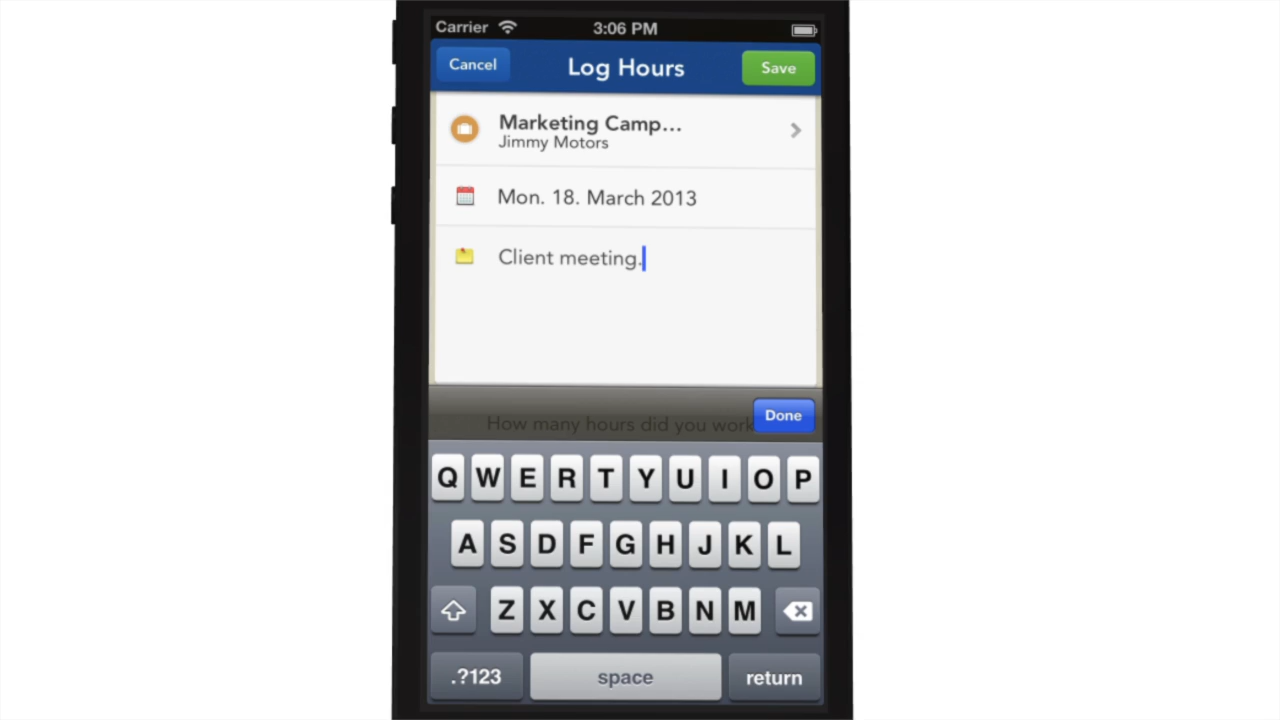 Carrier 3:06 PM
Cancel Log Hours Save
Marketing Camp...
Jimmy Motors
Mon. 18. March 2013
Client meeting.
How many hours did you work
Done
Q W E R T Y U I O P
A S D F G H J K L
Z X C V B N M
.?123 space return